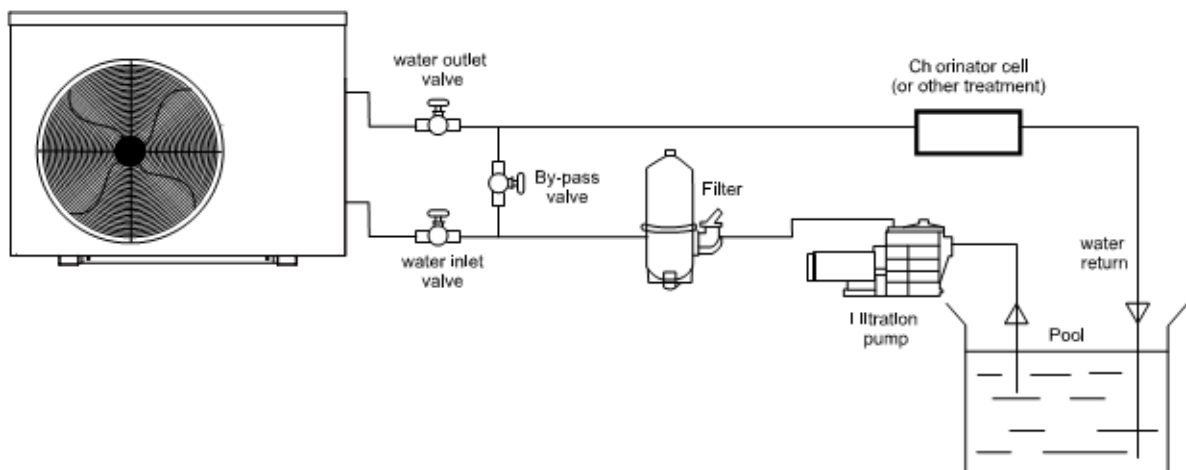 water outlet
valve
Ch orinator cell
(or other treatment)
By-pass
valve
Filter
water inlet
valve
water
return
I iltration
pump
Pool